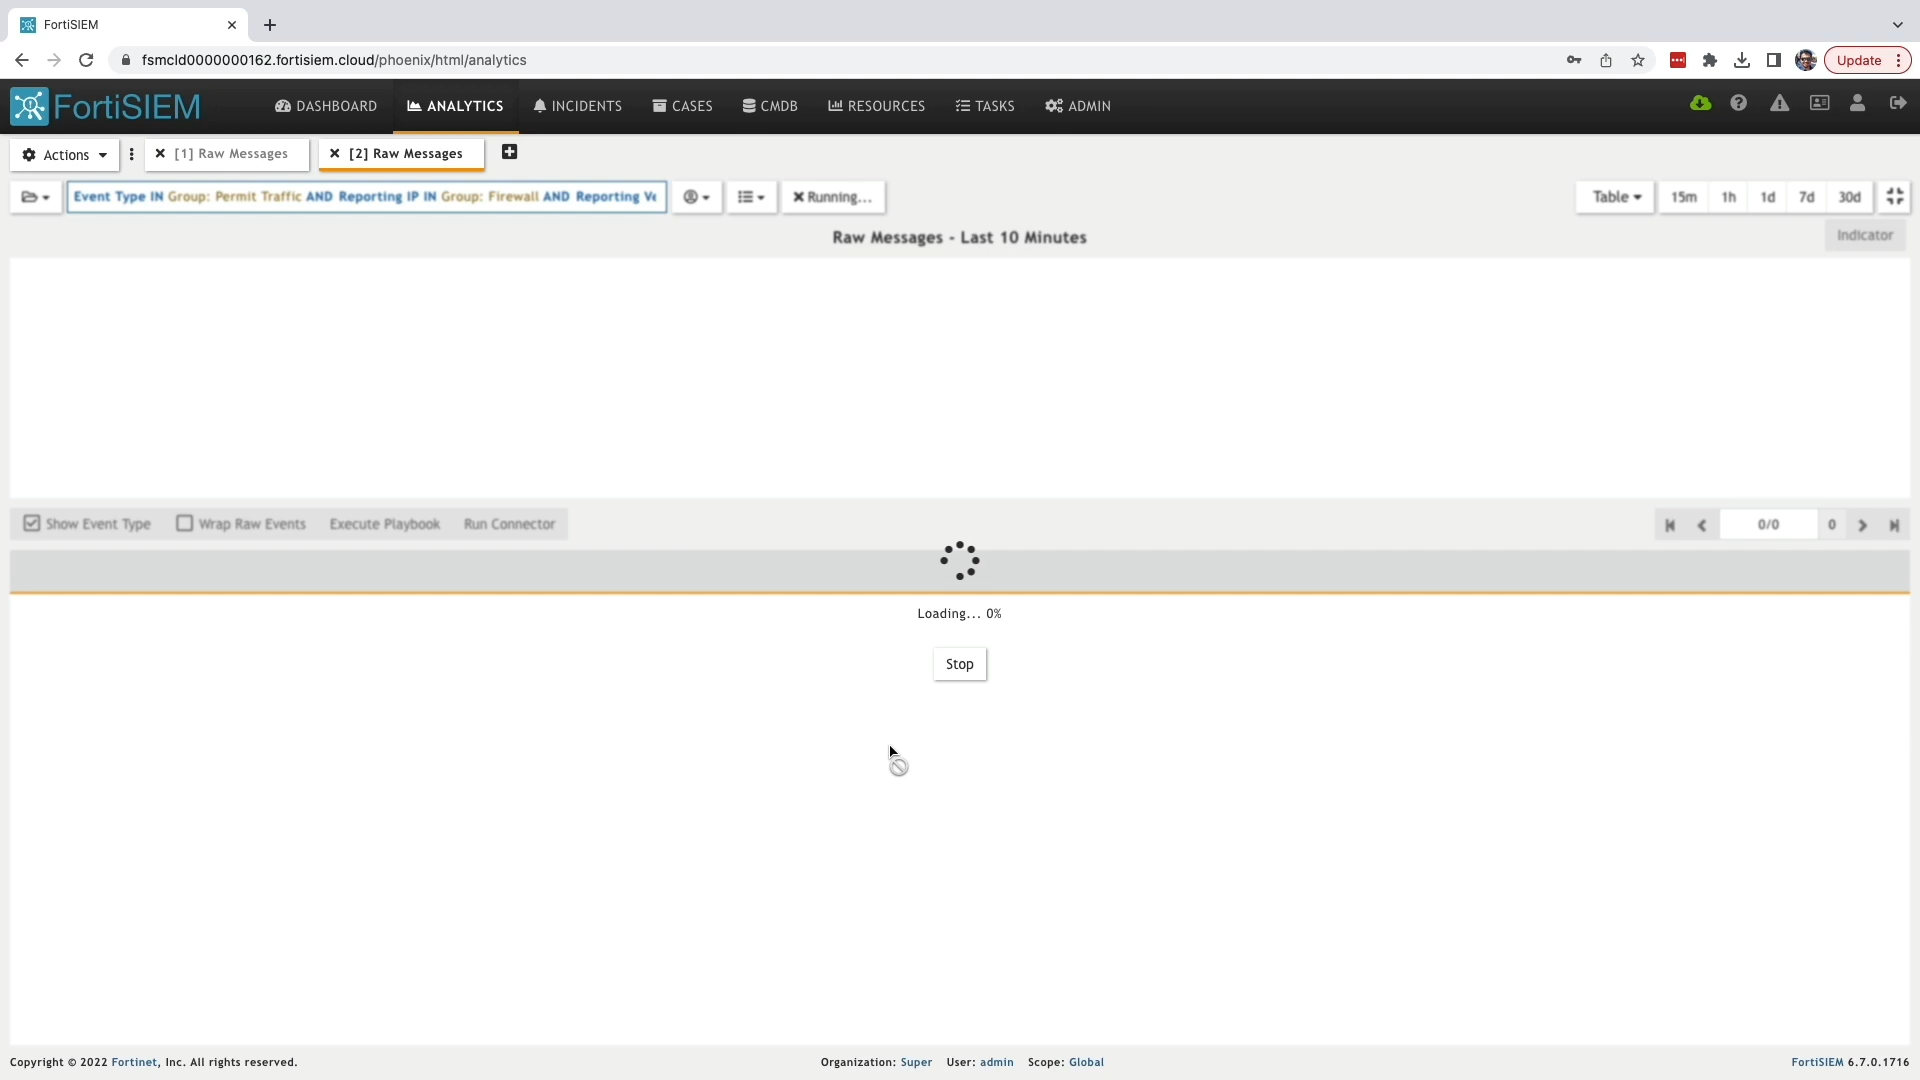 FortiSIEM
fsmcld0000000162.fortisiem.cloud/phoenix/html/analytics
Update
FortiSIEM
DASHBOARD
ANALYTICS
INCIDENTS
CASES
CMDB
RESOURCES
TASKS
ADMIN
Actions
[1] Raw Messages
[2] Raw Messages
Event Type IN Group: Permit Traffic AND Reporting IP IN Group: Firewall AND Reporting Ve
Running...
Table
15m
1h
1d
7d
30d
Raw Messages - Last 10 Minutes
Indicator
Show Event Type
Wrap Raw Events
Execute Playbook
Run Connector
0/0
0
Loading... 0%
Stop
Copyright © 2022 Fortinet, Inc. All rights reserved.
Organization: Super User: admin Scope: Global
FortiSIEM 6.7.0.1716